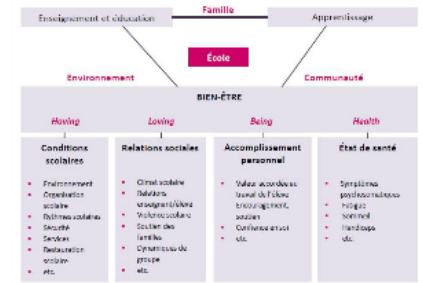 Famille
Enseignement et éducation
Apprentissage
École
Environnement
Communauté
BIEN-ÊTRE
Having
Loving
Being
Health
Conditions
scolaires
• Environnement
• Organisation
scolaire
• Rythmes scolaires
• Sécurité
• Services
• Restauration
scolaire
• etc.
Relations sociales
• Climat scolaire
• Relations
enseignant/élève
• Violence scolaire
• Soutien des
familles
• Dynamiques de
groupe
• etc.
Accomplissement
personnel
• Valeur accordée au
travail de l'élève
• Encouragement,
soutien
• Confiance en soi
• etc.
État de santé
• Symptômes
psychosomatiques
• Fatigue
• Sommeil
• Handicaps
• etc.